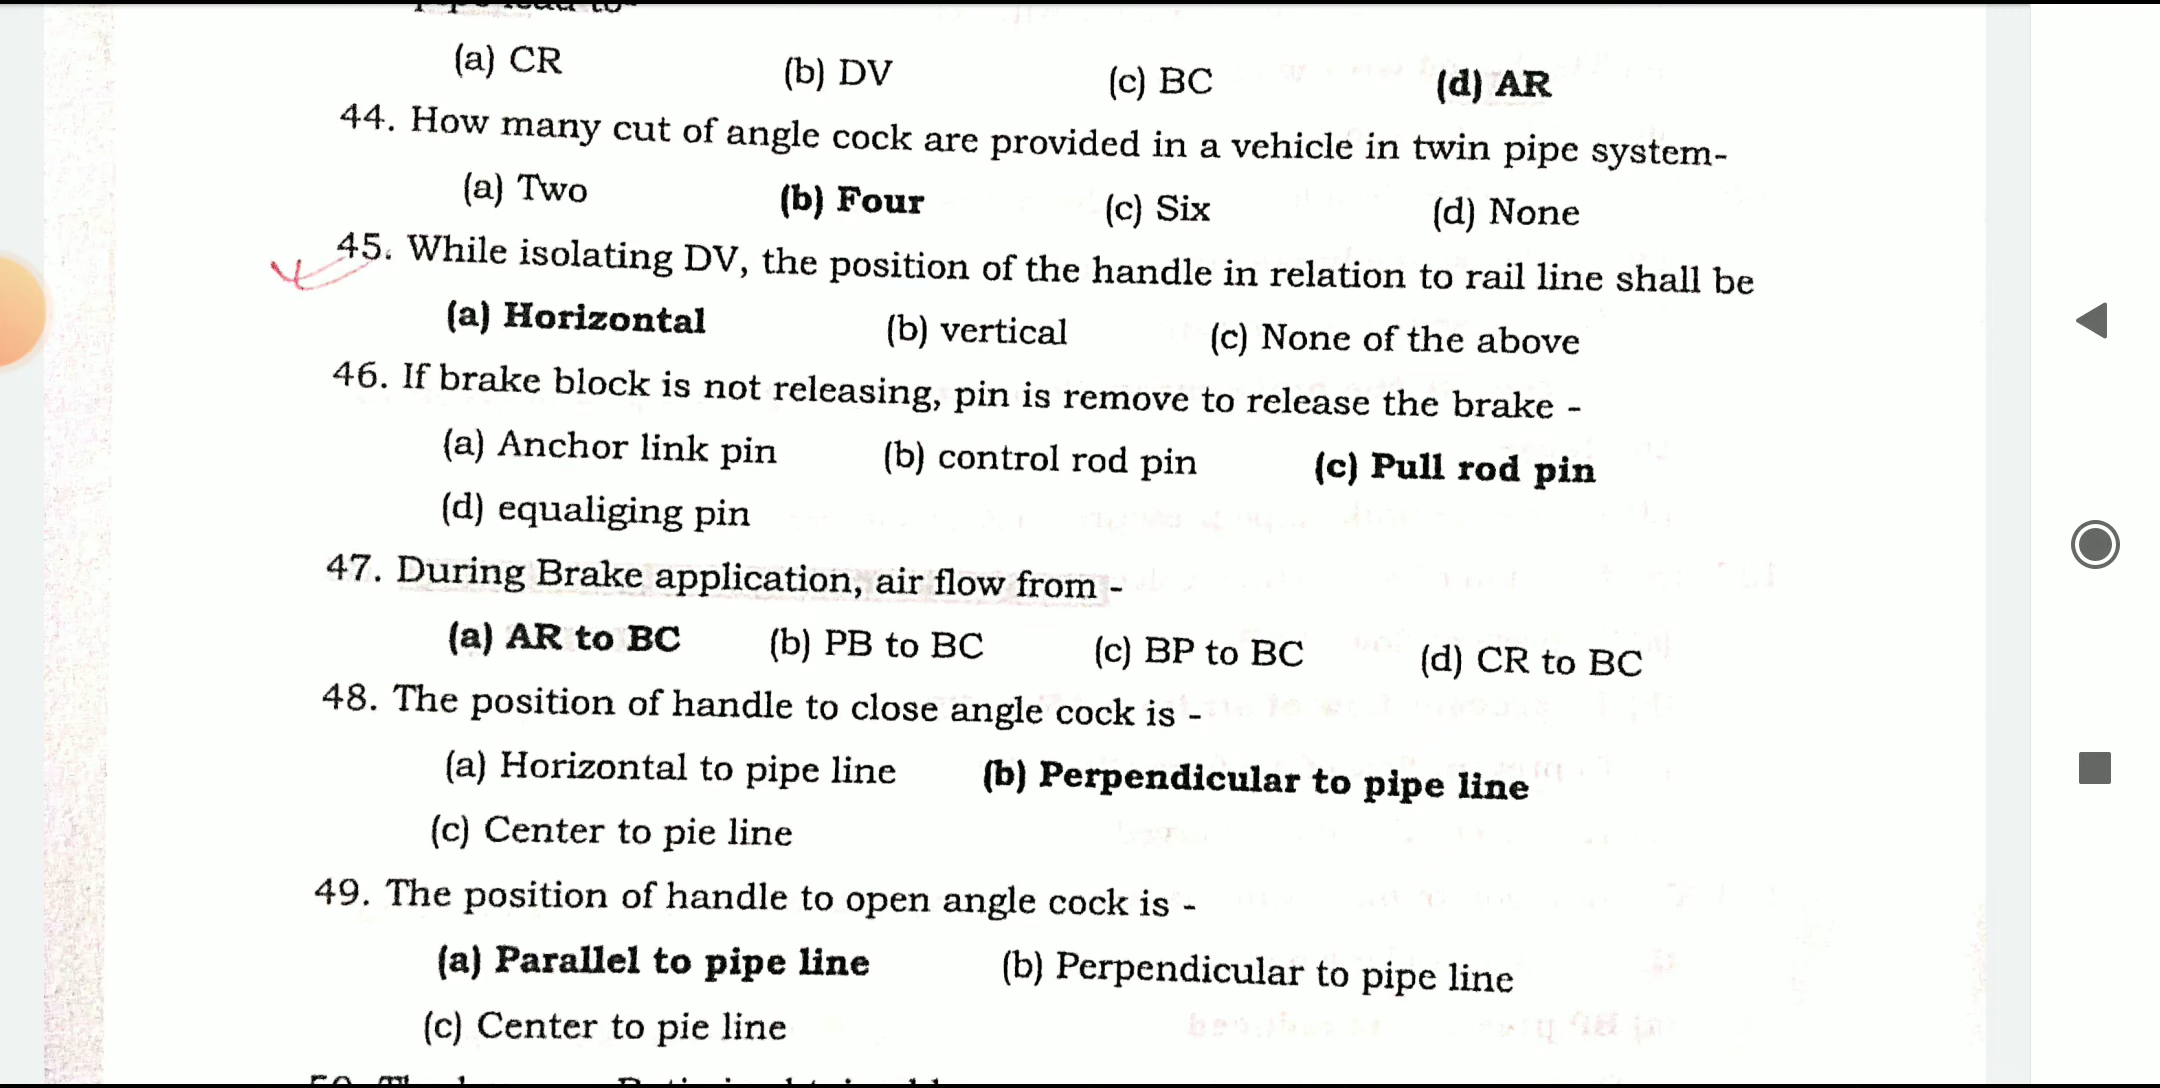 (a) CR (b) DV (c) BC (d) AR
44. How many cut of angle cock are provided in a vehicle in twin pipe system-
(a) Two (b) Four (c) Six (d) None
45. While isolating DV, the position of the handle in relation to rail line shall be
(a) Horizontal (b) vertical (c) None of the above
46. If brake block is not releasing, pin is remove to release the brake -
(a) Anchor link pin (b) control rod pin (c) Pull rod pin
(d) equaliging pin
47. During Brake application, air flow from -
(a) AR to BC (b) PB to BC (c) BP to BC (d) CR to BC
48. The position of handle to close angle cock is -
(a) Horizontal to pipe line (b) Perpendicular to pipe line
(c) Center to pie line
49. The position of handle to open angle cock is -
(a) Parallel to pipe line (b) Perpendicular to pipe line
(c) Center to pie line